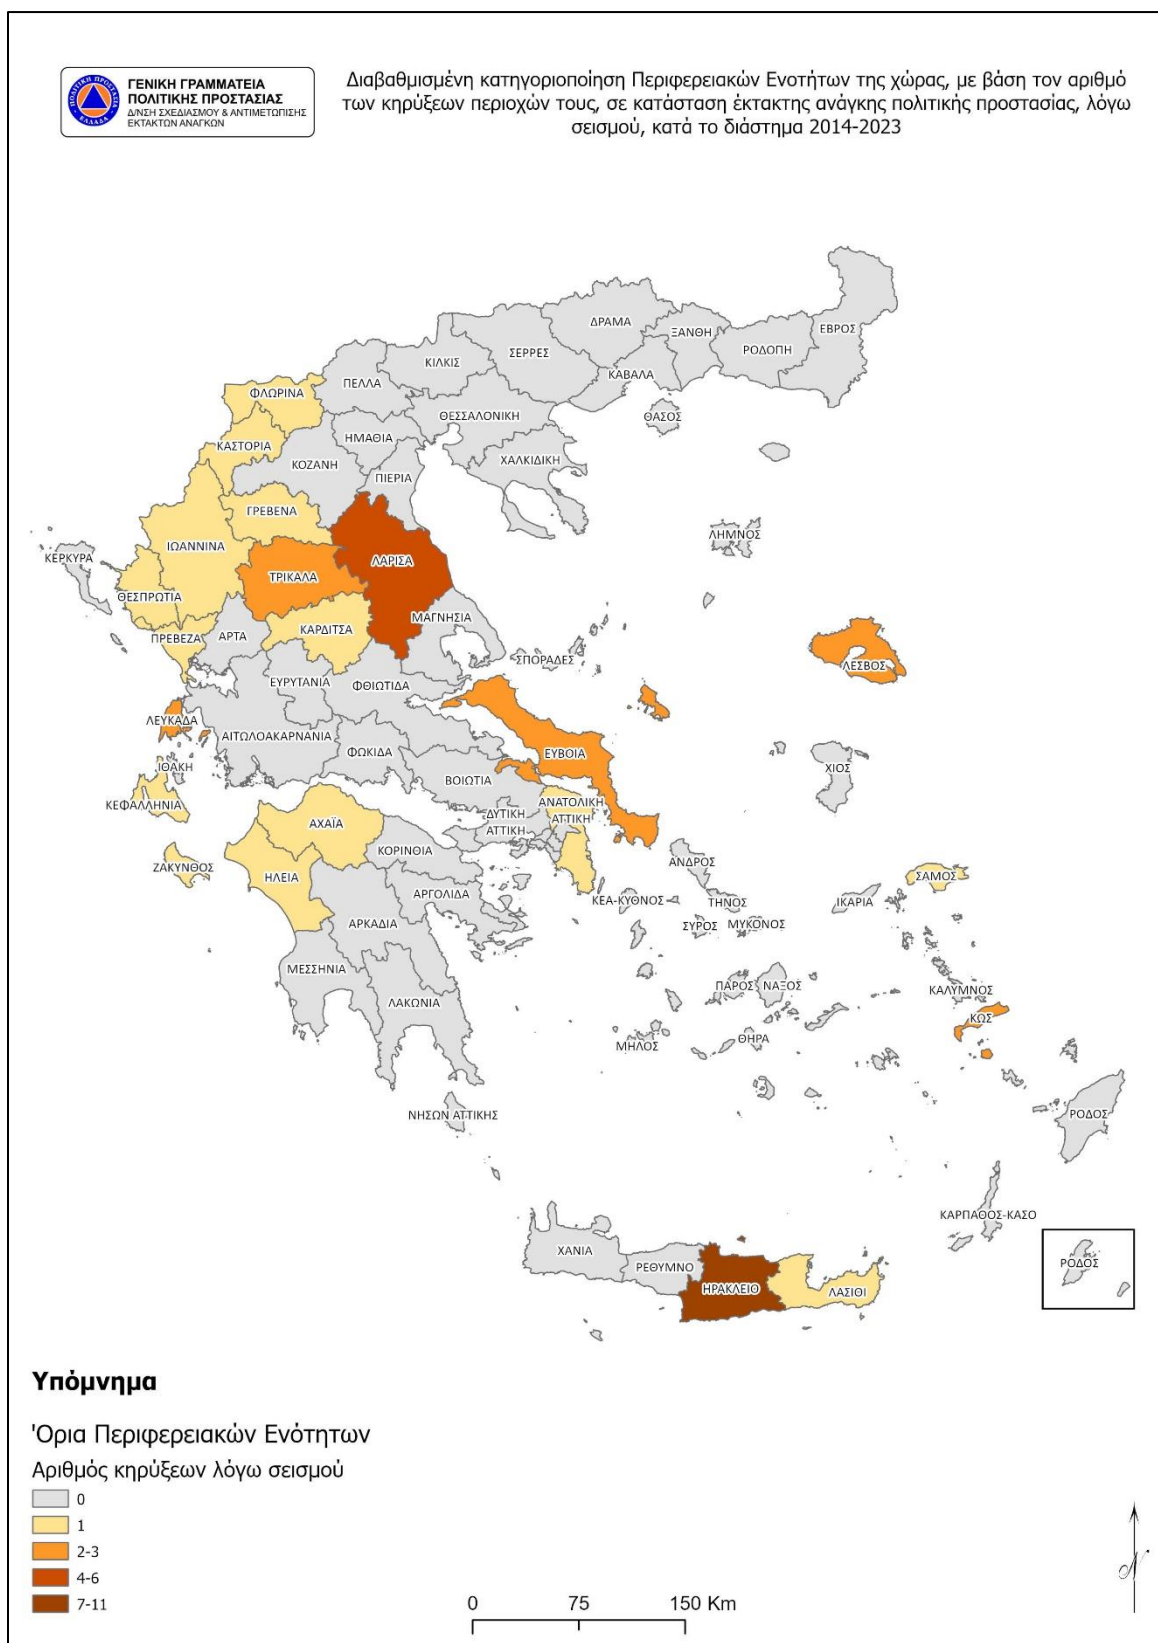 ΓΕΝΙΚΗ ΓΡΑΜΜΑΤΕΙΑ
ΠΟΛΙΤΙΚΗΣ ΠΡΟΣΤΑΣΙΑΣ
Δ/ΝΣΗ ΣΧΕΔΙΑΣΜΟΥ & ΑΝΤΙΜΕΤΩΠΙΣΗΣ
ΕΚΤΑΚΤΩΝ ΑΝΑΓΚΩΝ
ΠΟΛΙΤΙΚΗ ΠΡΟΣΤΑΣΙΑ
ΕΛΛΑΔΑ
Διαβαθμισμένη κατηγοριοποίηση Περιφερειακών Ενοτήτων της χώρας, με βάση τον αριθμό
των κηρύξεων περιοχών τους, σε κατάσταση έκτακτης ανάγκης πολιτικής προστασίας, λόγω
σεισμού, κατά το διάστημα 2014-2023
ΔΡΑΜΑ
ΞΑΝΘΗ
ΕΒΡΟΣ
ΡΟΔΟΠΗ
ΣΕΡΡΕΣ
ΚΙΛΚΙΣ
ΚΑΒΑΛΑ
ΠΕΛΛΑ
ΦΛΩΡΙΝΑ
ΘΕΣΣΑΛΟΝΙΚΗ
ΘΑΣΟΣ
ΗΜΑΘΙΑ
ΚΑΣΤΟΡΙΑ
ΚΟΖΑΝΗ
ΧΑΛΚΙΔΙΚΗ
ΠΙΕΡΙΑ
ΓΡΕΒΕΝΑ
ΛΗΜΝΟΣ
ΙΩΑΝΝΙΝΑ
ΚΕΡΚΥΡΑ
ΛΑΡΙΣΑ
ΤΡΙΚΑΛΑ
ΘΕΣΠΡΩΤΙΑ
ΜΑΓΝΗΣΙΑ
ΚΑΡΔΙΤΣΑ
ΠΡΕΒΕΖΑ
ΑΡΤΑ
ΣΠΟΡΑΔΕΣ
ΛΕΣΒΟΣ
ΕΥΡΥΤΑΝΙΑ
ΦΘΙΩΤΙΔΑ
ΛΕΥΚΑΔΑ
ΑΙΤΩΛΟΑΚΑΡΝΑΝΙΑ
ΦΩΚΙΔΑ
ΕΥΒΟΙΑ
ΙΘΑΚΗ
ΒΟΙΩΤΙΑ
ΧΙΟΣ
ΚΕΦΑΛΛΗΝΙΑ
ΑΝΑΤΟΛΙΚΗ
ΑΤΤΙΚΗ
ΔΥΤΙΚΗ
ΑΤΤΙΚΗ
ΑΧΑΪΑ
ΚΟΡΙΝΘΙΑ
ΖΑΚΥΝΘΟΣ
ΗΛΕΙΑ
ΑΝΔΡΟΣ
ΣΑΜΟΣ
ΑΡΓΟΛΙΔΑ
ΚΕΑ-ΚΥΘΝΟΣ
ΤΗΝΟΣ
ΙΚΑΡΙΑ
ΑΡΚΑΔΙΑ
ΣΥΡΟΣ
ΜΥΚΟΝΟΣ
ΜΕΣΣΗΝΙΑ
ΛΑΚΩΝΙΑ
ΠΑΡΟΣ
ΝΑΞΟΣ
ΚΑΛΥΜΝΟΣ
ΚΩΣ
ΜΗΛΟΣ
ΘΗΡΑ
ΝΗΣΩΝ ΑΤΤΙΚΗΣ
ΡΟΔΟΣ
ΚΑΡΠΑΘΟΣ-ΚΑΣΟ
ΧΑΝΙΑ
ΡΕΘΥΜΝΟ
ΗΡΑΚΛΕΙΟ
ΛΑΣΙΘΙ
ΡΟΔΟΣ
Υπόμνημα
'Ορια Περιφερειακών Ενότητων
Αριθμός κηρύξεων λόγω σεισμού
0
1
2-3
4-6
7-11
0 75 150 Km
N